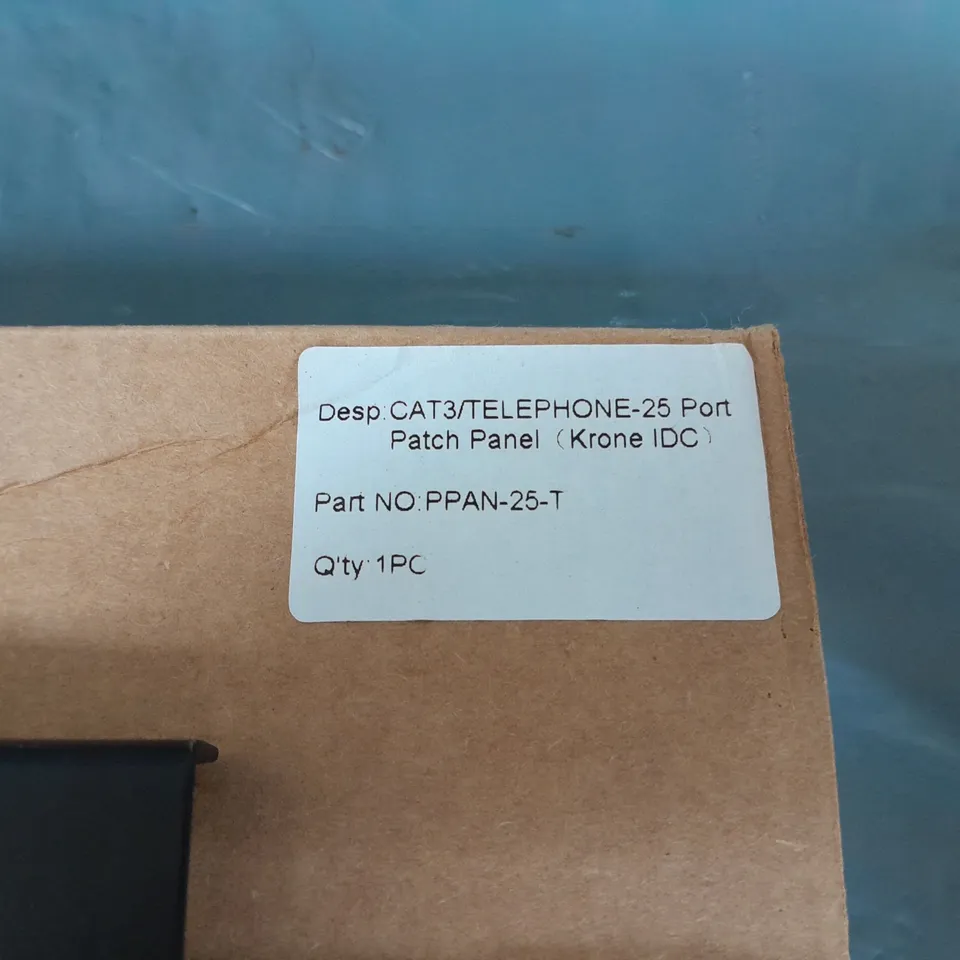 Desp:CAT3/TELEPHONE-25 Port
Patch Panel（Krone IDC）
Part NO:PPAN-25-T
Q'ty:1PC